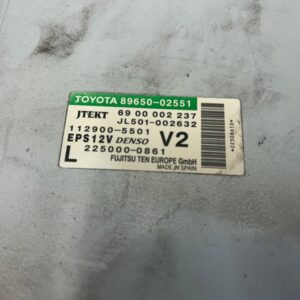 TOYOTA 89650-02551
JTEKT 69 00 002 237
JL501-002632
112900-5501
EPS12V DENSO V2
L 225000-0861
FUJITSU TEN EUROPE GmbH
MADE IN SPAIN